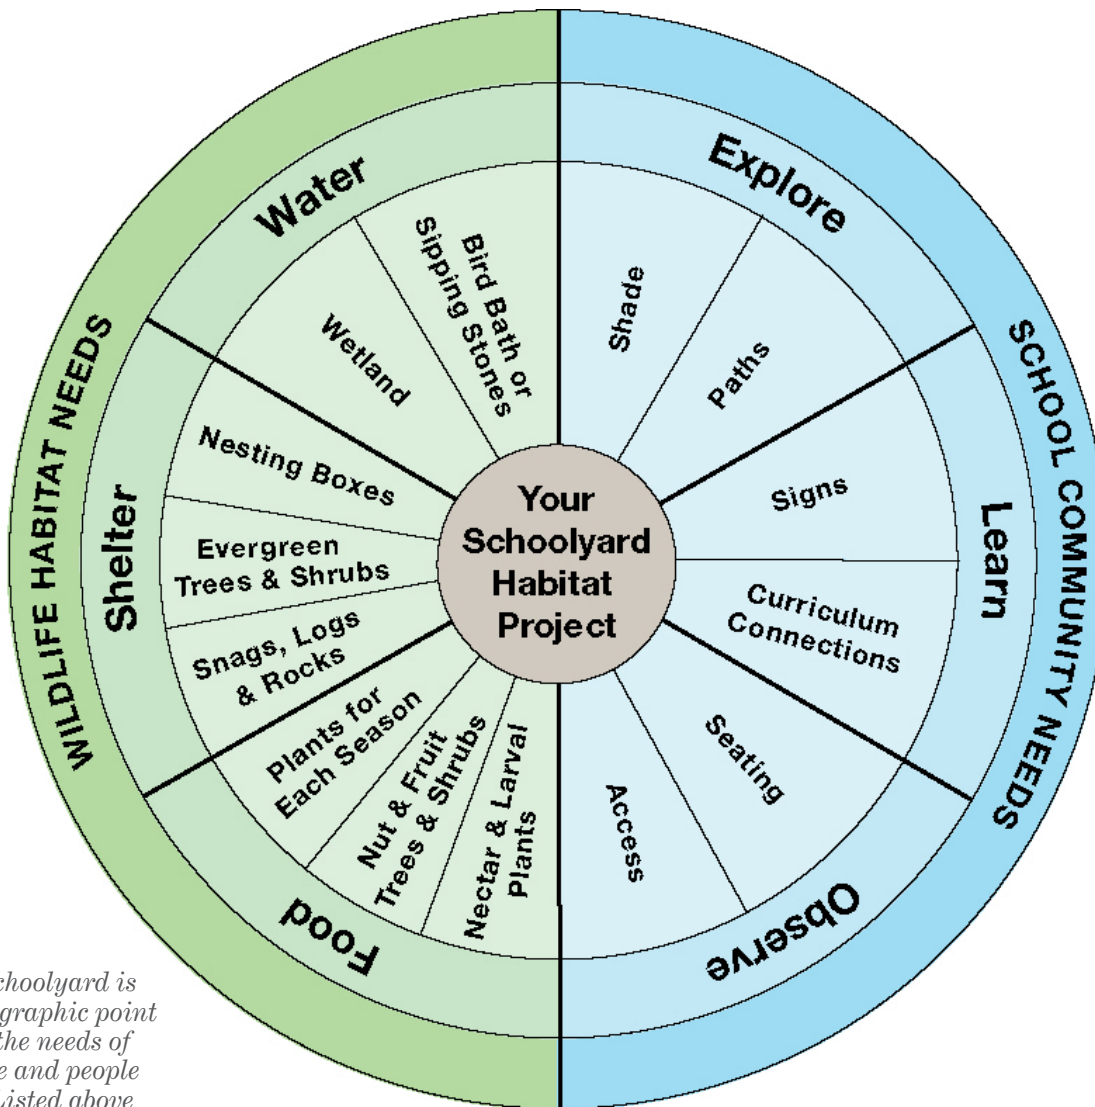 WILDLIFE HABITAT NEEDS
SCHOOL COMMUNITY NEEDS
Water
Wetland
Bird Bath or
Sipping Stones
Shelter
Nesting Boxes
Evergreen
Trees & Shrubs
Snags, Logs
& Rocks
Food
Plants for
Each Season
Nut & Fruit
Trees & Shrubs
Nectar & Larval
Plants
Explore
Shade
Paths
Learn
Signs
Curriculum
Connections
Observe
Seating
Access
Your
Schoolyard
Habitat
Project
choolyard is
graphic point
the needs of
e and people
Listed above